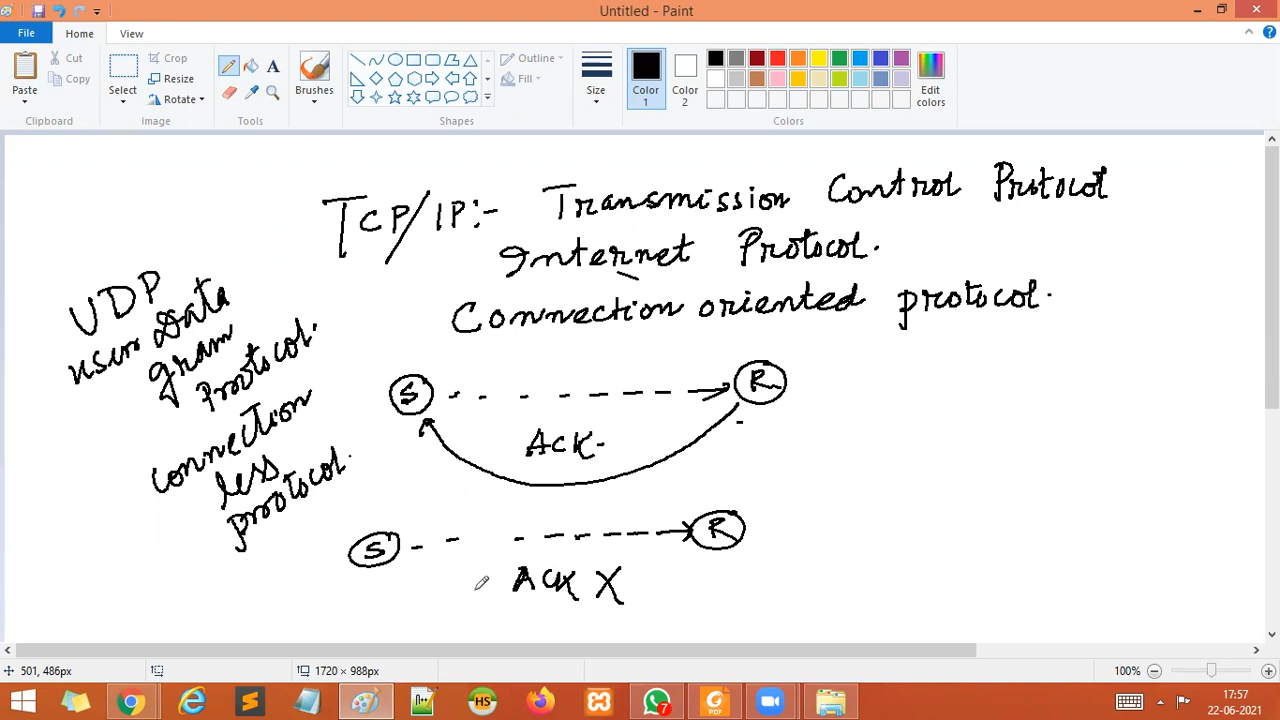 Untitled - Paint
File
Home
View
Paste
Cut
Copy
Clipboard
Select
Crop
Resize
Rotate
Image
A
Tools
Brushes
Shapes
Outline
Fill
Size
Color 1
Color 2
Edit colors
Colors
TCP/IP:- Transmission Control Protocol
Internet Protocol.
Connection oriented protocol.
UDP
user Data
gram
Protocol.
connection
less
protocol.
S R
ACK
S R
ACK X
501, 486px
1720 × 988px
100%
HS
7
PDF
17:57
22-06-2021